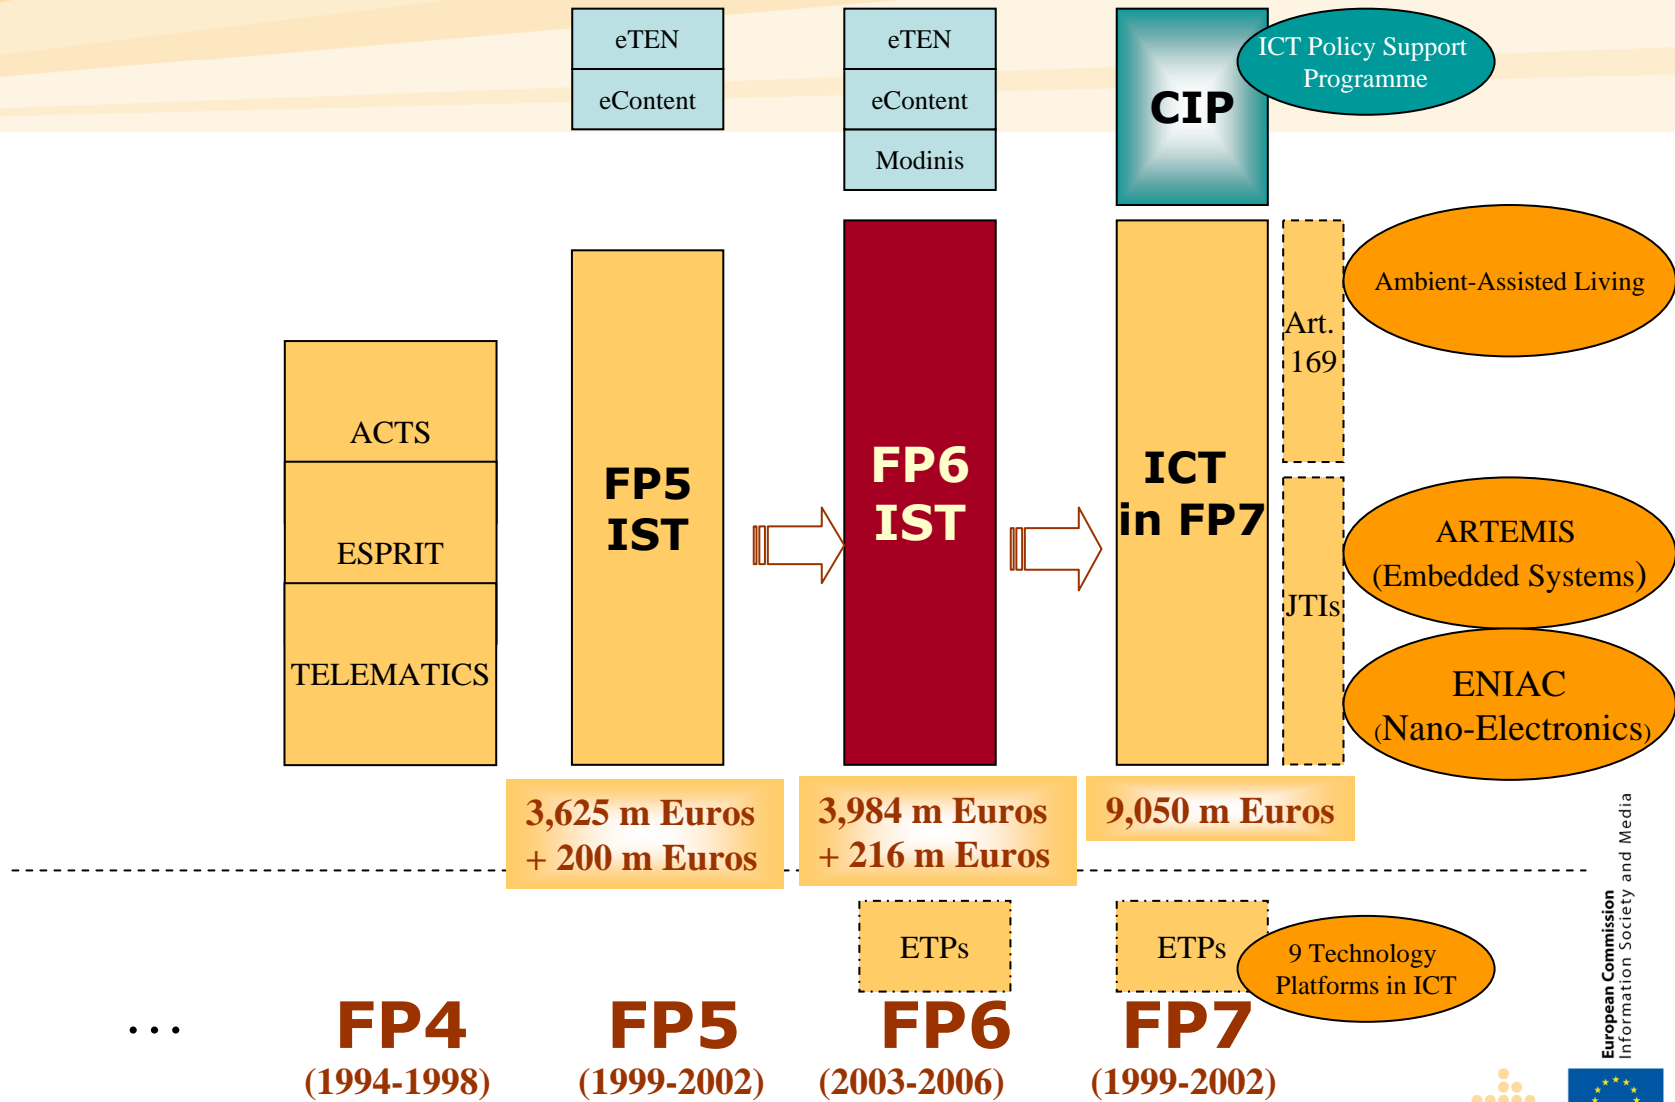 eTEN
eContent
eTEN
eContent
Modinis
CIP
ICT Policy Support
Programme
ACTS
ESPRIT
TELEMATICS
FP5
IST
FP6
IST
ICT
in FP7
Art.
169
JTIs
Ambient-Assisted Living
ARTEMIS
(Embedded Systems)
ENIAC
(Nano-Electronics)
3,625 m Euros
+ 200 m Euros
3,984 m Euros
+ 216 m Euros
9,050 m Euros
ETPs
ETPs
9 Technology
Platforms in ICT
...
FP4
(1994-1998)
FP5
(1999-2002)
FP6
(2003-2006)
FP7
(1999-2002)
European Commission
Information Society and Media